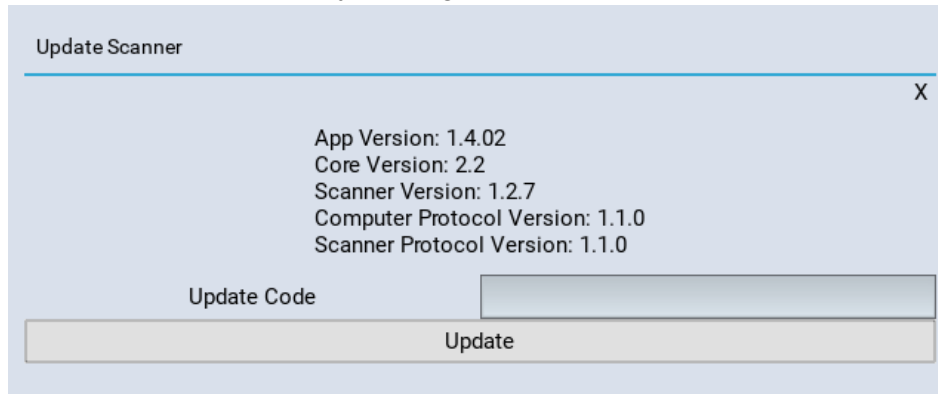 Update Scanner
X
App Version: 1.4.02
Core Version: 2.2
Scanner Version: 1.2.7
Computer Protocol Version: 1.1.0
Scanner Protocol Version: 1.1.0
Update Code
Update